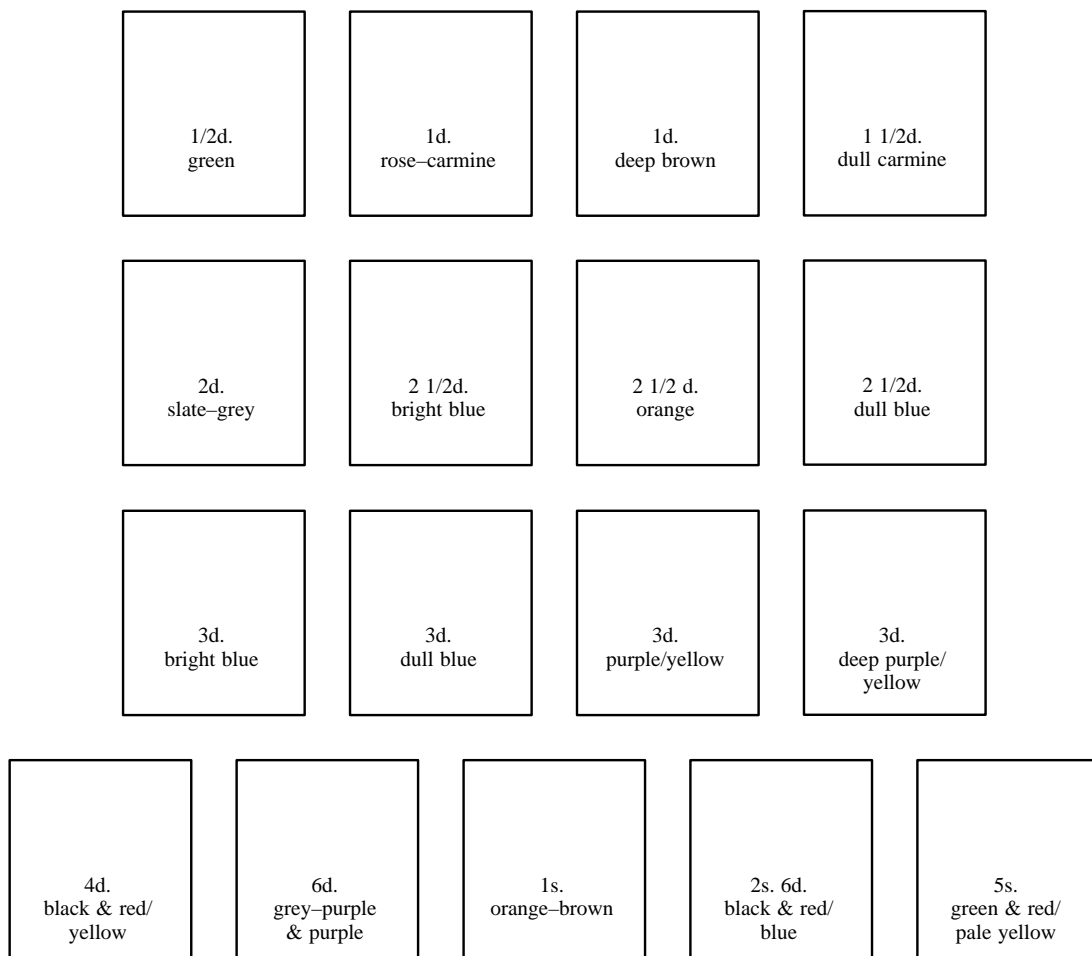 1/2d.
green
1d.
rose–carmine
1d.
deep brown
1 1/2d.
dull carmine
2d.
slate–grey
2 1/2d.
bright blue
2 1/2 d.
orange
2 1/2d.
dull blue
3d.
bright blue
3d.
dull blue
3d.
purple/yellow
3d.
deep purple/
yellow
4d.
black & red/
yellow
6d.
grey–purple
& purple
1s.
orange–brown
2s. 6d.
black & red/
blue
5s.
green & red/
pale yellow